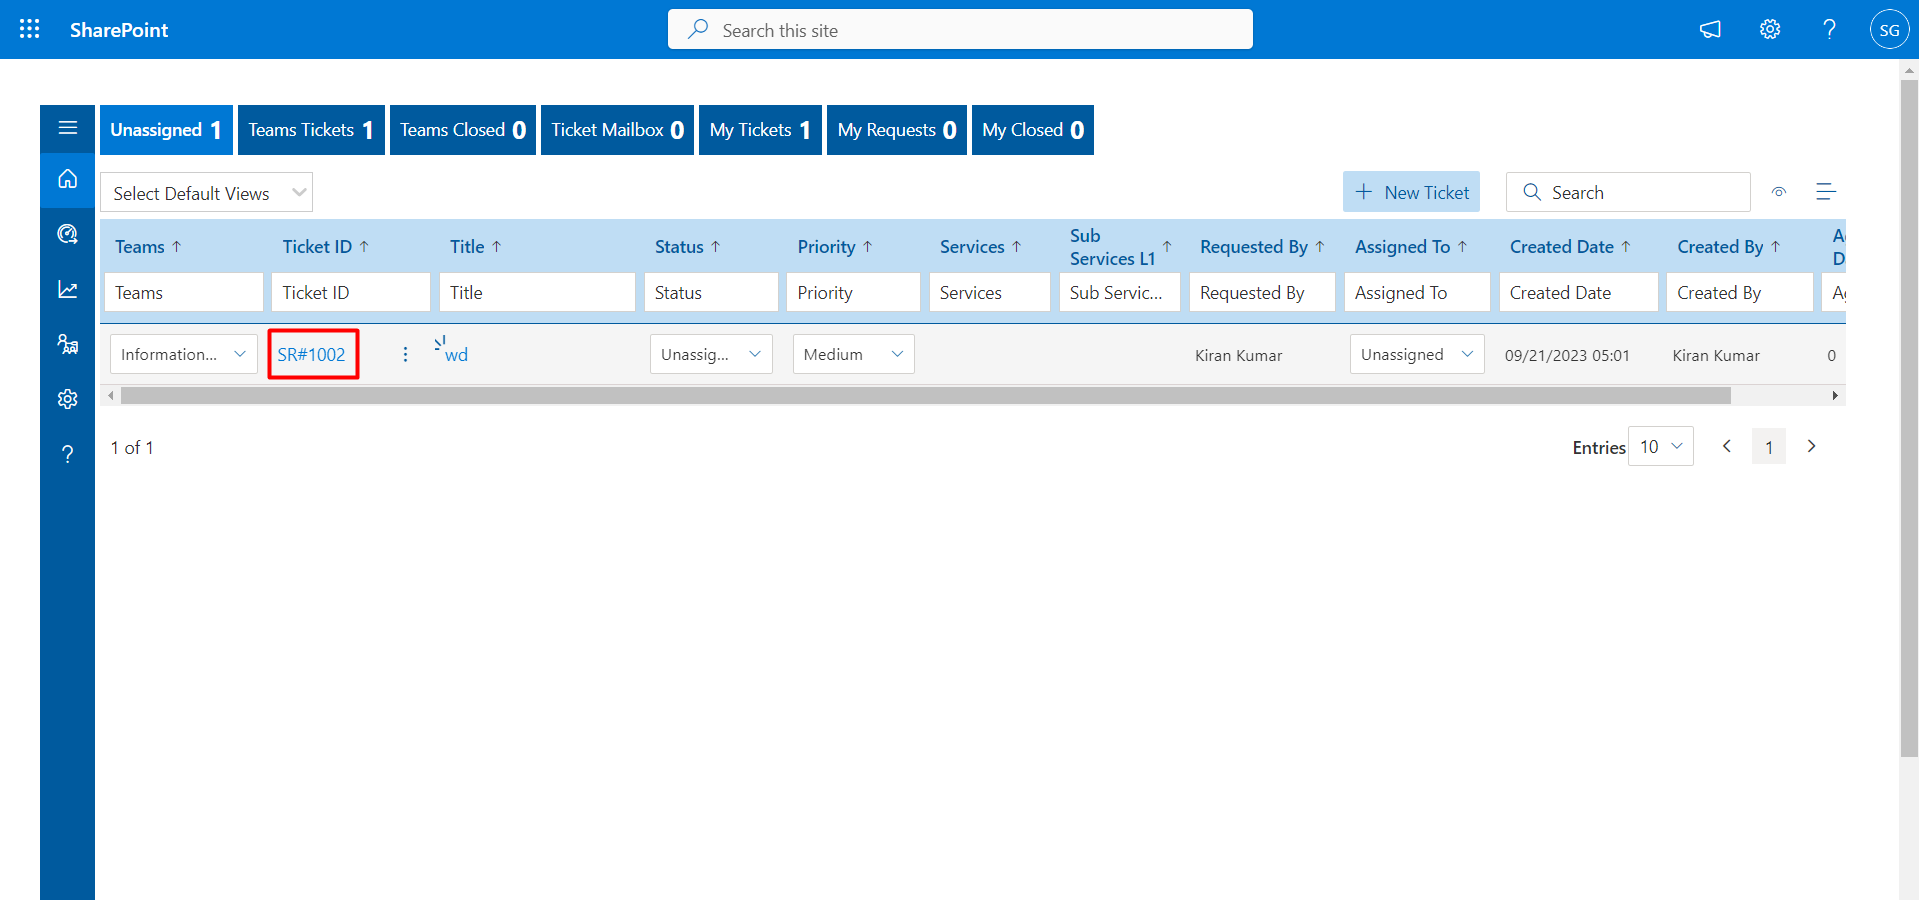 SharePoint
Search this site
SG
Unassigned 1 Teams Tickets 1 Teams Closed 0 Ticket Mailbox 0 My Tickets 1 My Requests 0 My Closed 0
Select Default Views
New Ticket
Search
Teams ↑ Ticket ID ↑ Title ↑ Status ↑ Priority ↑ Services ↑ Sub Services L1 ↑ Requested By ↑ Assigned To ↑ Created Date ↑ Created By ↑
Teams Ticket ID Title Status Priority Services Sub Servic... Requested By Assigned To Created Date Created By
Information... SR#1002 wd Unassig... Medium Kiran Kumar Unassigned 09/21/2023 05:01 Kiran Kumar 0
1 of 1
Entries 10 1